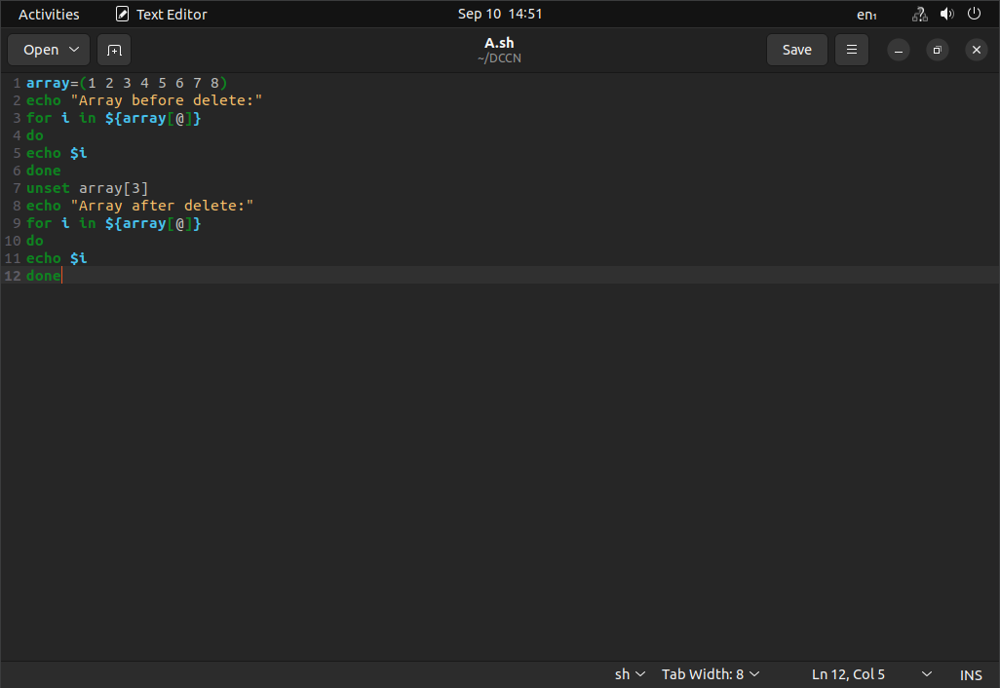 Activities Text Editor Sep 10 14:51 en₁
Open A.sh Save
~/DCCN
1 array=(1 2 3 4 5 6 7 8)
2 echo "Array before delete:"
3 for i in ${array[@]}
4 do
5 echo $i
6 done
7 unset array[3]
8 echo "Array after delete:"
9 for i in ${array[@]}
10 do
11 echo $i
12 done
sh Tab Width: 8 Ln 12, Col 5 INS